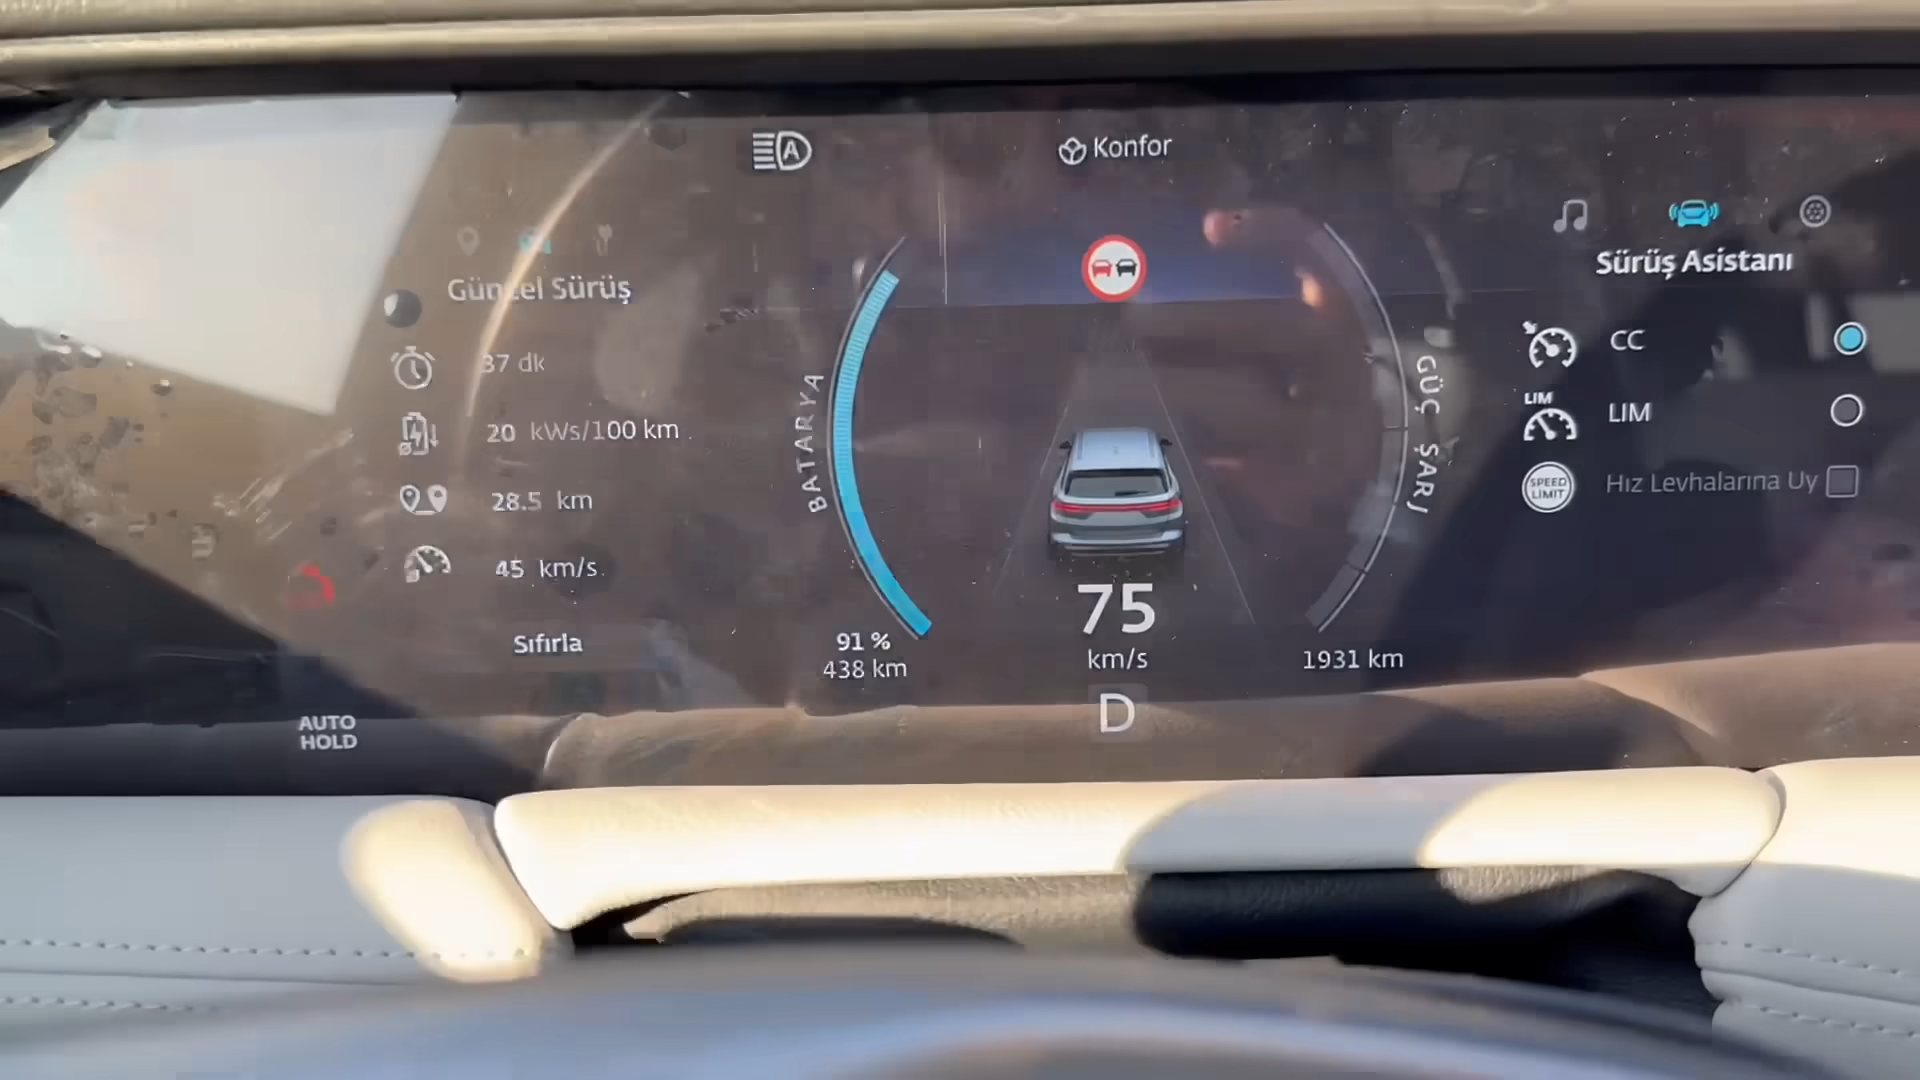 A
Konfor
Güncel Sürüş
37 dk
20 kWs/100 km
28.5 km
45 km/s
Sıfırla
AUTO
HOLD
BATARYA
91 %
438 km
75
km/s
D
GÜÇ ŞARJ
1931 km
Sürüş Asistanı
CC
LIM
LIM
SPEED
LIMIT
Hız Levhalarına Uy